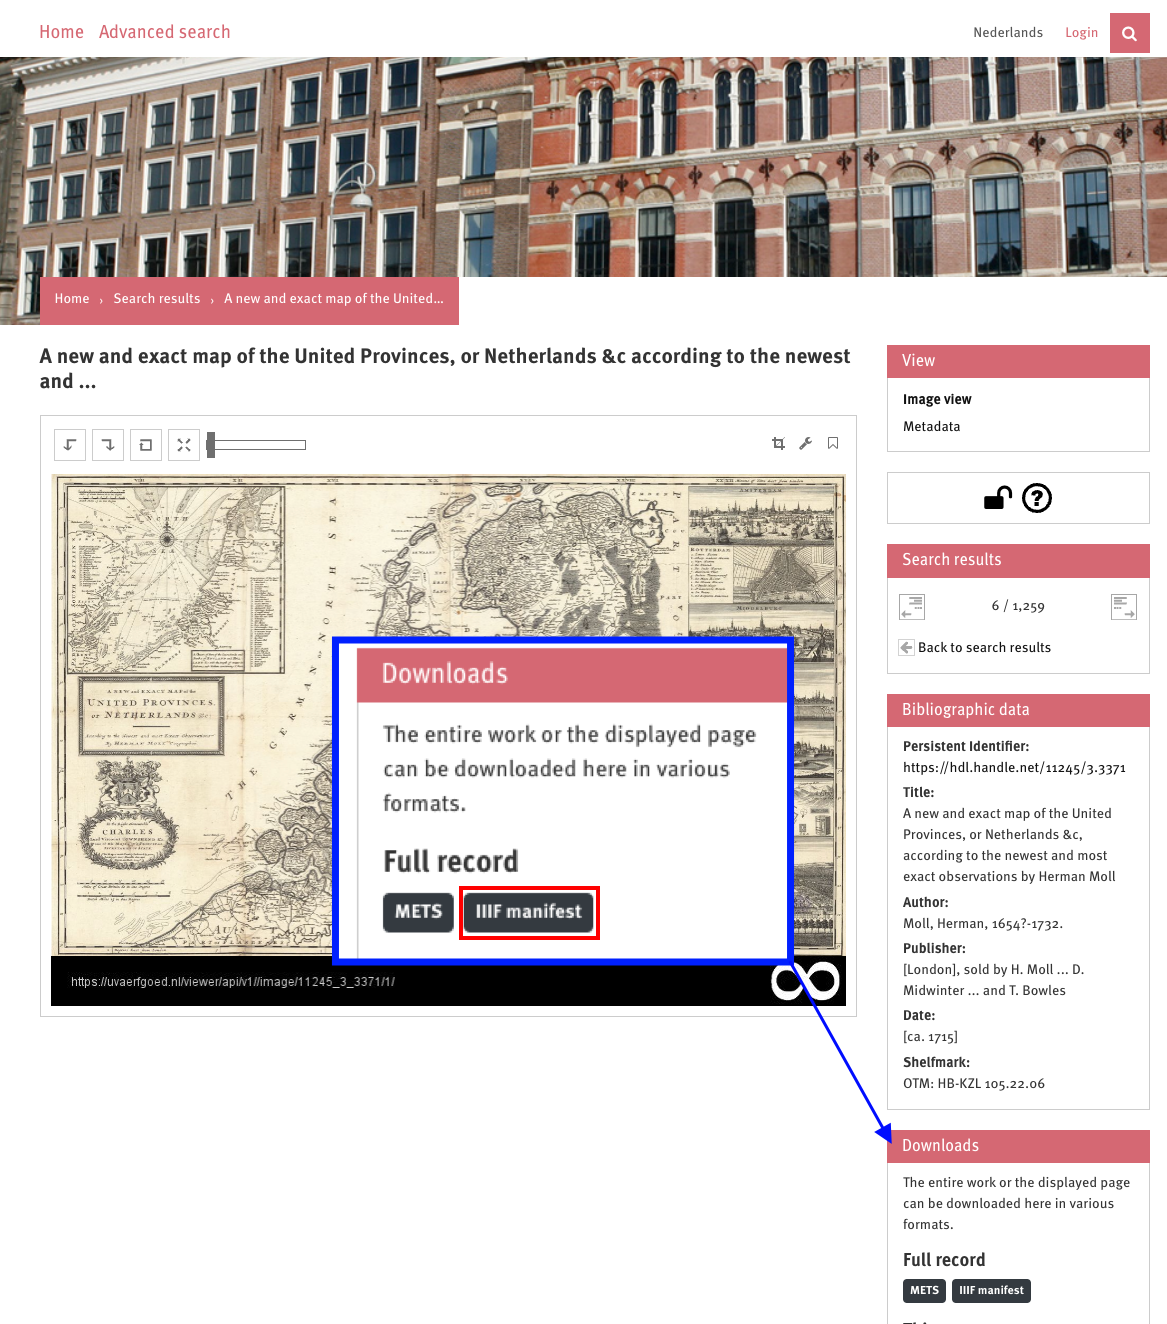 Home Advanced search
Nederlands Login
Home › Search results › A new and exact map of the United...
A new and exact map of the United Provinces, or Netherlands &c according to the newest
and ...
NORTH
SEA
THE GERMAN NORTH SEA
AMSTERDAM
ROTTERDAM
A NEW and EXACT MAP of the
UNITED PROVINCES,
or NETHERLANDS &c
By HERMAN MOLL Geographer
CHARLES
Downloads
The entire work or the displayed page
can be downloaded here in various
formats.
Full record
METS IIIF manifest
https://uvaerfgoed.nl/viewer/api/v1//image/11245_3_3371/1/
View
Image view
Metadata
?
Search results
6 / 1,259
Back to search results
Bibliographic data
Persistent Identifier:
https://hdl.handle.net/11245/3.3371
Title:
A new and exact map of the United
Provinces, or Netherlands &c,
according to the newest and most
exact observations by Herman Moll
Author:
Moll, Herman, 1654?-1732.
Publisher:
[London], sold by H. Moll ... D.
Midwinter ... and T. Bowles
Date:
[ca. 1715]
Shelfmark:
OTM: HB-KZL 105.22.06
Downloads
The entire work or the displayed page
can be downloaded here in various
formats.
Full record
METS IIIF manifest